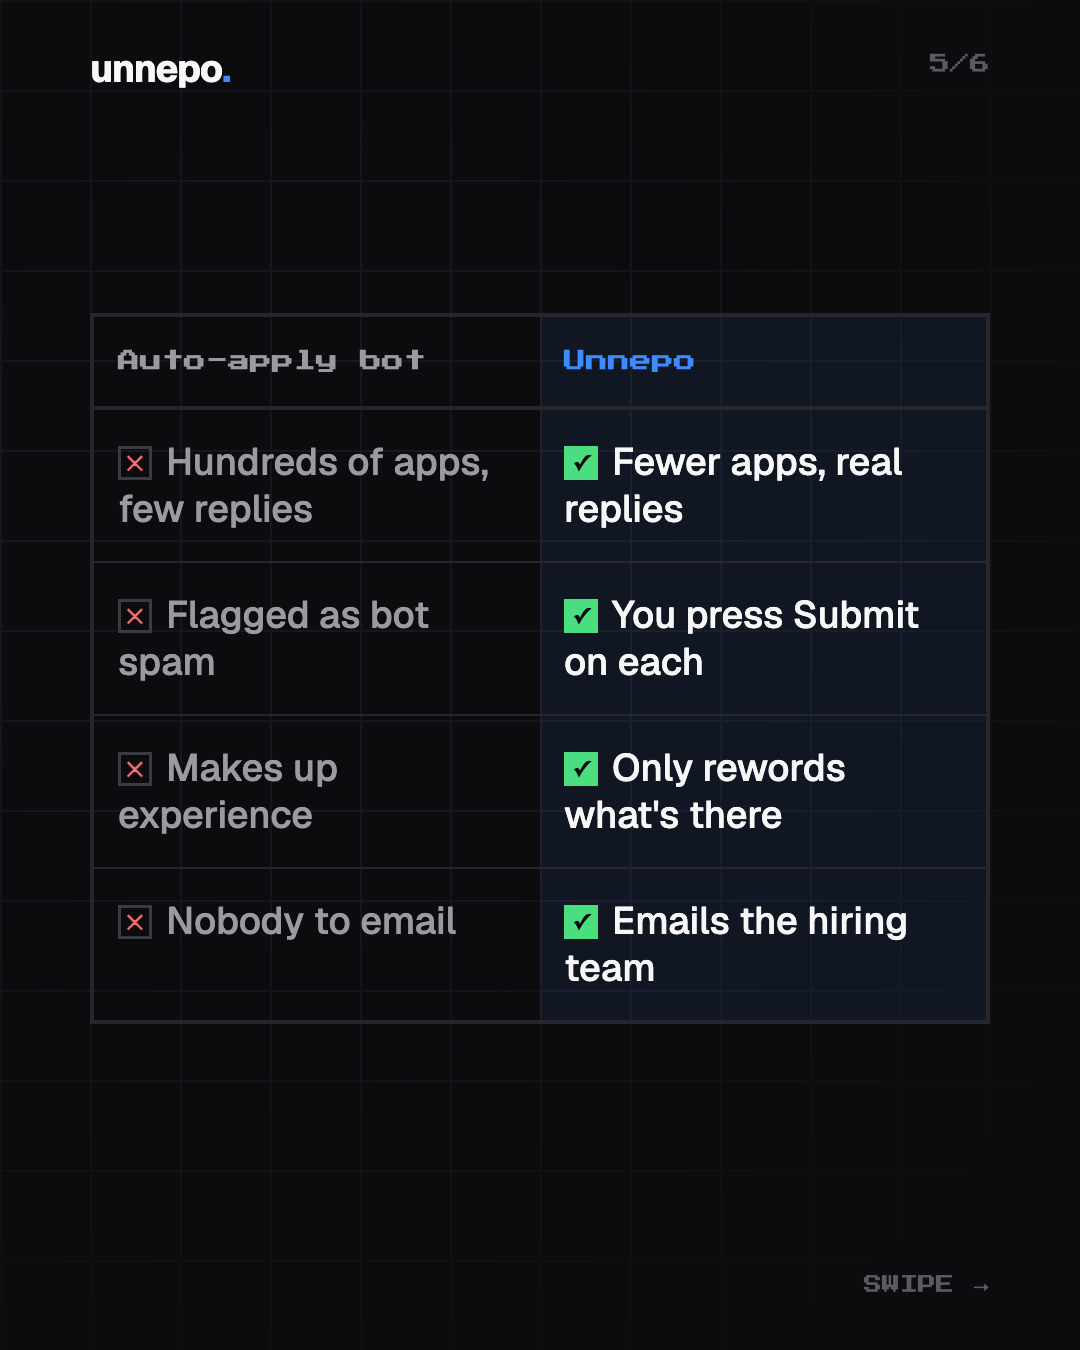 unnepo.
5/6
Auto-apply bot
Unnepo
Hundreds of apps,
few replies
Fewer apps, real
replies
Flagged as bot
spam
You press Submit
on each
Makes up
experience
Only rewords
what's there
Nobody to email
Emails the hiring
team
SWIPE →